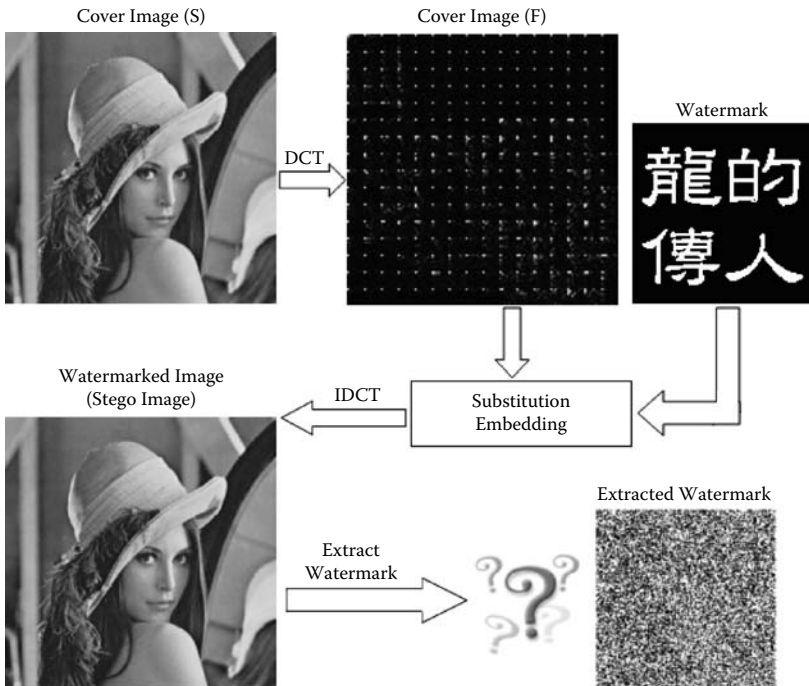 Cover Image (S)
Cover Image (F)
Watermark
DCT
龍的
傳人
Watermarked Image
(Stego Image)
IDCT
Substitution
Embedding
Extracted Watermark
Extract
Watermark
?????